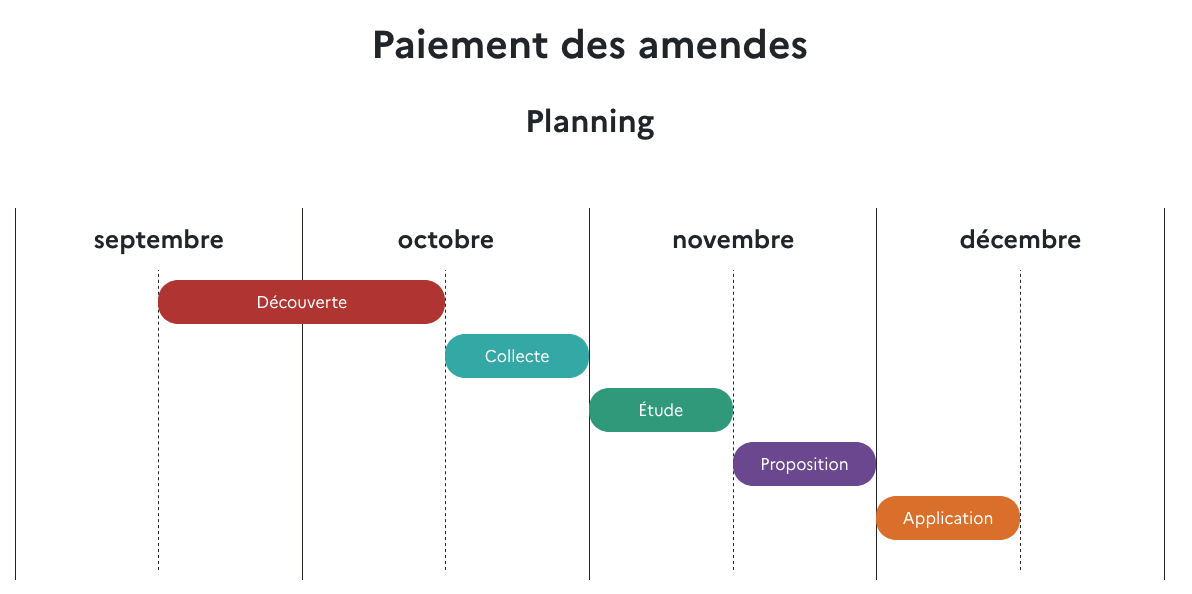 Paiement des amendes
Planning
septembre octobre novembre décembre
Découverte
Collecte
Étude
Proposition
Application